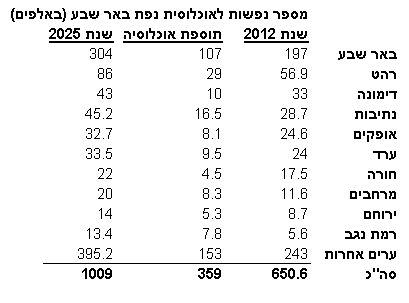 מספר נפשות לאוכלוסית נפת באר שבע (באלפים)
שנת 2012 תוספת אוכלוסיה שנת 2025
באר שבע 197 107 304
רהט 56.9 29 86
דימונה 33 10 43
נתיבות 28.7 16.5 45.2
אופקים 24.6 8.1 32.7
ערד 24 9.5 33.5
חורה 17.5 4.5 22
מרחבים 11.6 8.3 20
ירוחם 8.7 5.3 14
רמת נגב 5.6 7.8 13.4
ערים אחרות 243 153 395.2
סה"כ 650.6 359 1009